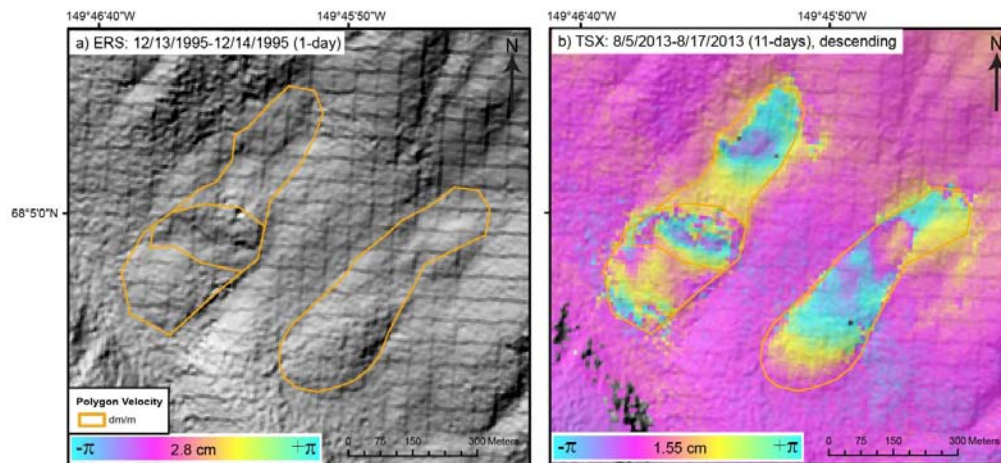 149°46'40"W
149°45'50"W
149°46'40"W
149°45'50"W
a) ERS: 12/13/1995-12/14/1995 (1-day)
N
b) TSX: 8/5/2013-8/17/2013 (11-days), descending
N
68°5'0"N
Polygon Velocity
dm/m
-π 2.8 cm +π
0 75 150 300 Meters
-π 1.55 cm +π
0 75 150 300 Meters